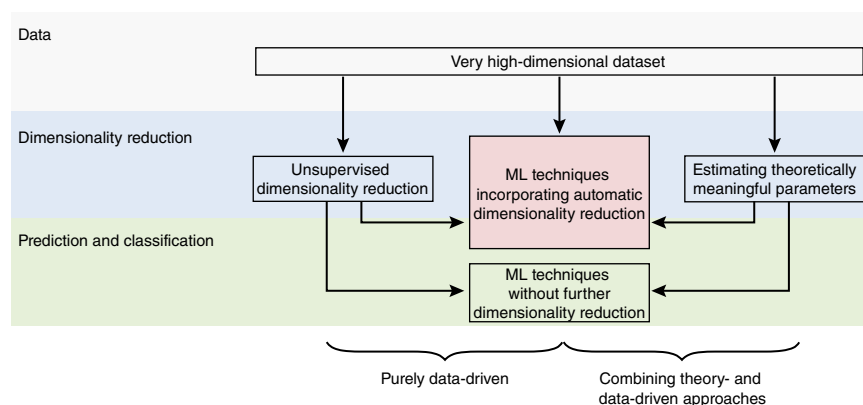 Data
Very high-dimensional dataset
Dimensionality reduction
Unsupervised
dimensionality reduction
ML techniques
incorporating automatic
dimensionality reduction
Estimating theoretically
meaningful parameters
Prediction and classification
ML techniques
without further
dimensionality reduction
Purely data-driven
Combining theory- and
data-driven approaches